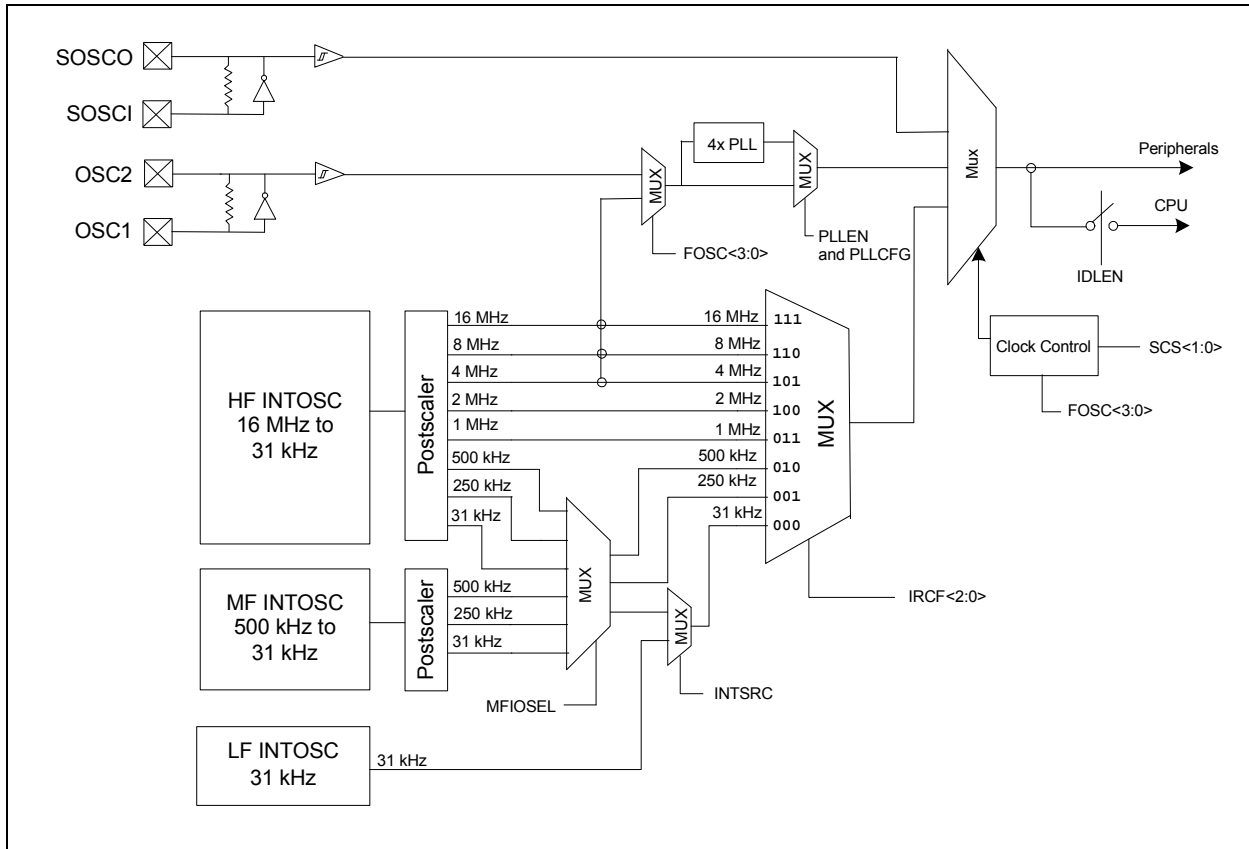 SOSCO
SOSCI
OSC2
OSC1
4x PLL
MUX
MUX
Mux
FOSC<3:0>
PLLEN
and PLLCFG
Peripherals
CPU
IDLEN
Clock Control
SCS<1:0>
FOSC<3:0>
HF INTOSC
16 MHz to
31 kHz
Postscaler
16 MHz
8 MHz
4 MHz
2 MHz
1 MHz
500 kHz
250 kHz
31 kHz
16 MHz
8 MHz
4 MHz
2 MHz
1 MHz
500 kHz
250 kHz
31 kHz
111
110
101
100
011
010
001
000
MUX
IRCF<2:0>
MF INTOSC
500 kHz to
31 kHz
Postscaler
500 kHz
250 kHz
31 kHz
MUX
MFIOSEL
MUX
INTSRC
LF INTOSC
31 kHz
31 kHz